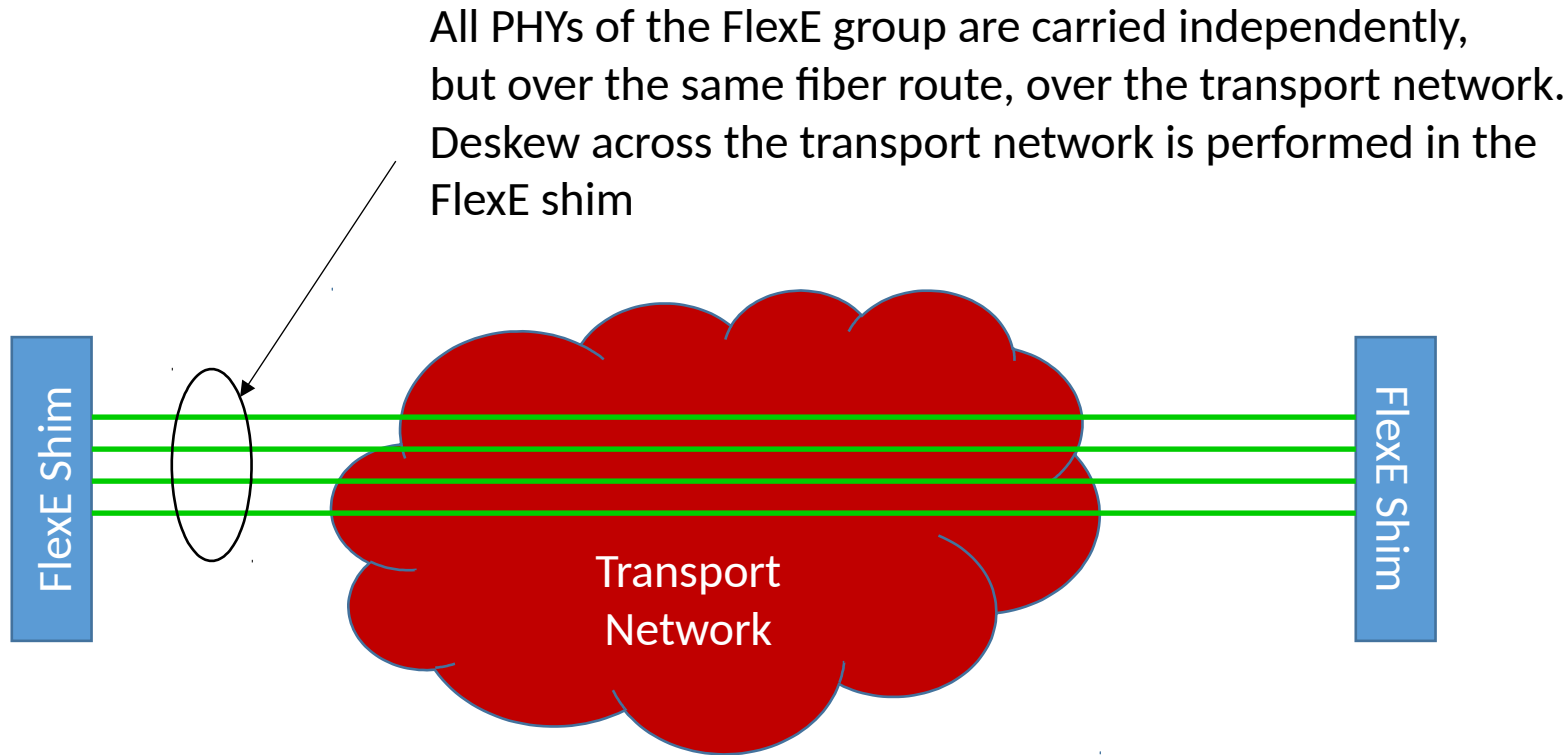 All PHYs of the FlexE group are carried independently,
but over the same fiber route, over the transport network.
Deskew across the transport network is performed in the
FlexE shim
FlexE Shim
FlexE Shim
Transport
Network